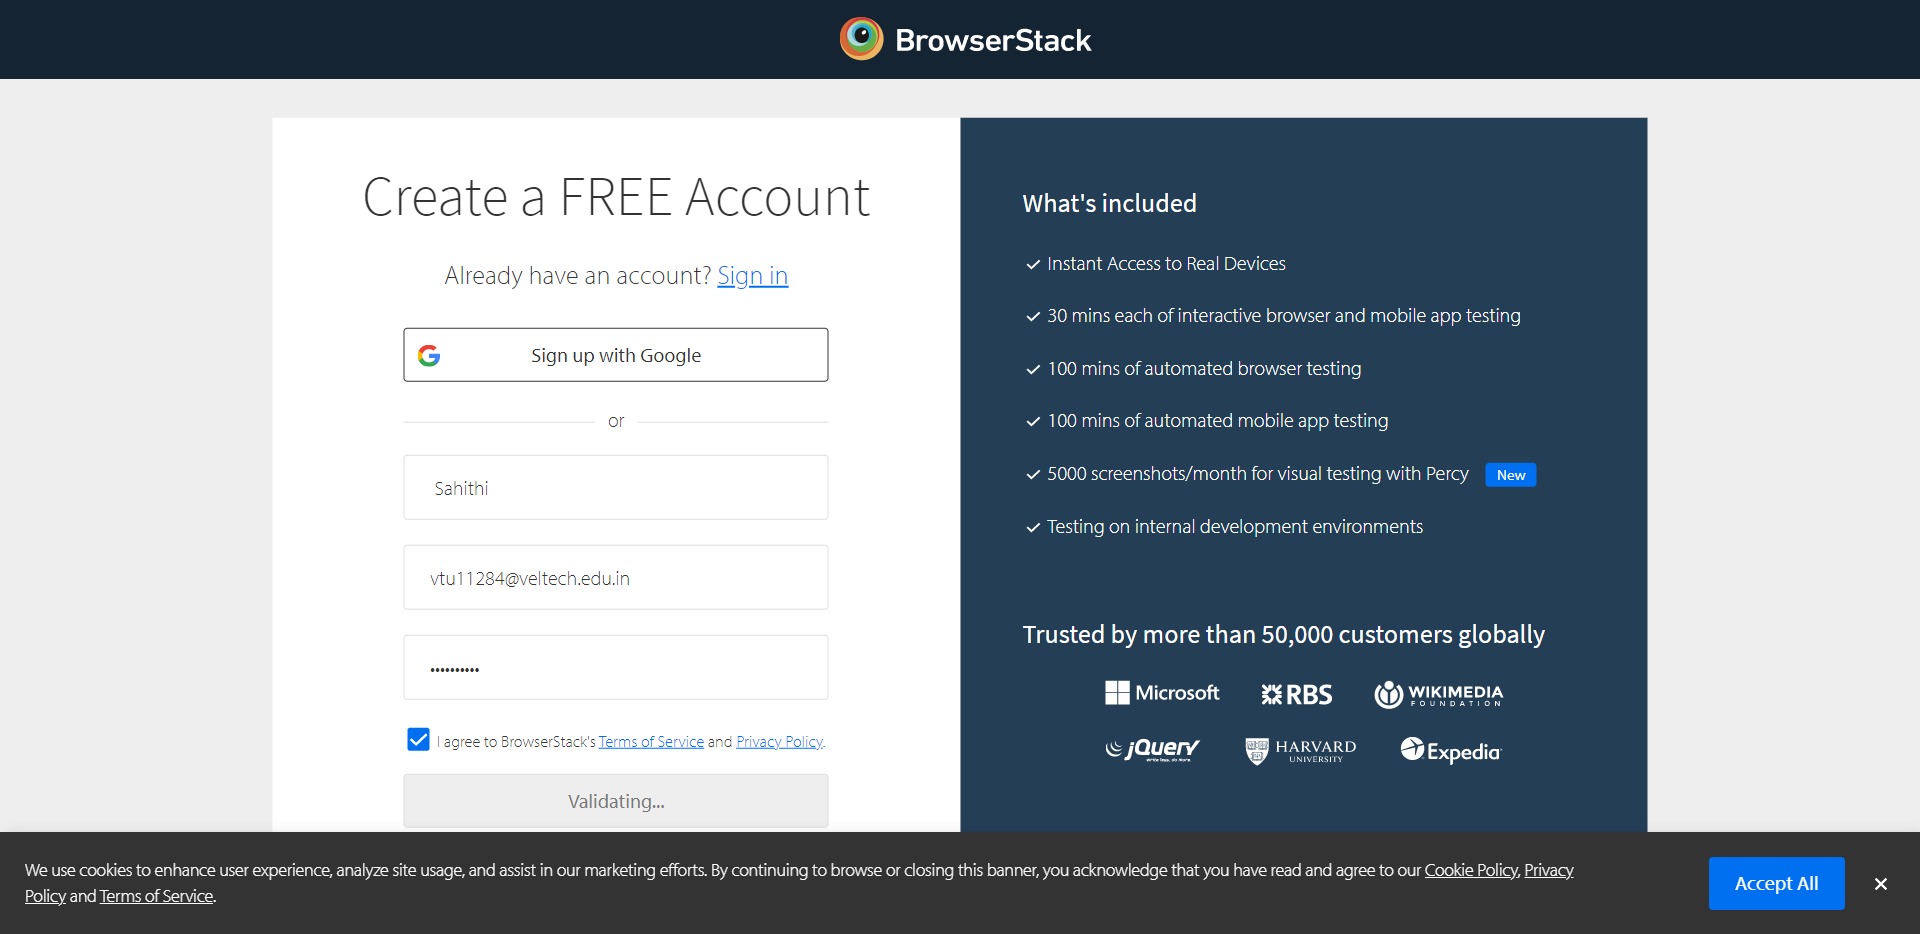 BrowserStack
Create a FREE Account
Already have an account? Sign in
Sign up with Google
or
Sahithi
vtu11284@veltech.edu.in
••••••••••
I agree to BrowserStack's Terms of Service and Privacy Policy.
Validating...
What's included
Instant Access to Real Devices
30 mins each of interactive browser and mobile app testing
100 mins of automated browser testing
100 mins of automated mobile app testing
5000 screenshots/month for visual testing with Percy New
Testing on internal development environments
Trusted by more than 50,000 customers globally
Microsoft RBS WIKIMEDIA
FOUNDATION
jQuery HARVARD Expedia
write less, do more. UNIVERSITY
We use cookies to enhance user experience, analyze site usage, and assist in our marketing efforts. By continuing to browse or closing this banner, you acknowledge that you have read and agree to our Cookie Policy, Privacy
Policy and Terms of Service.
Accept All